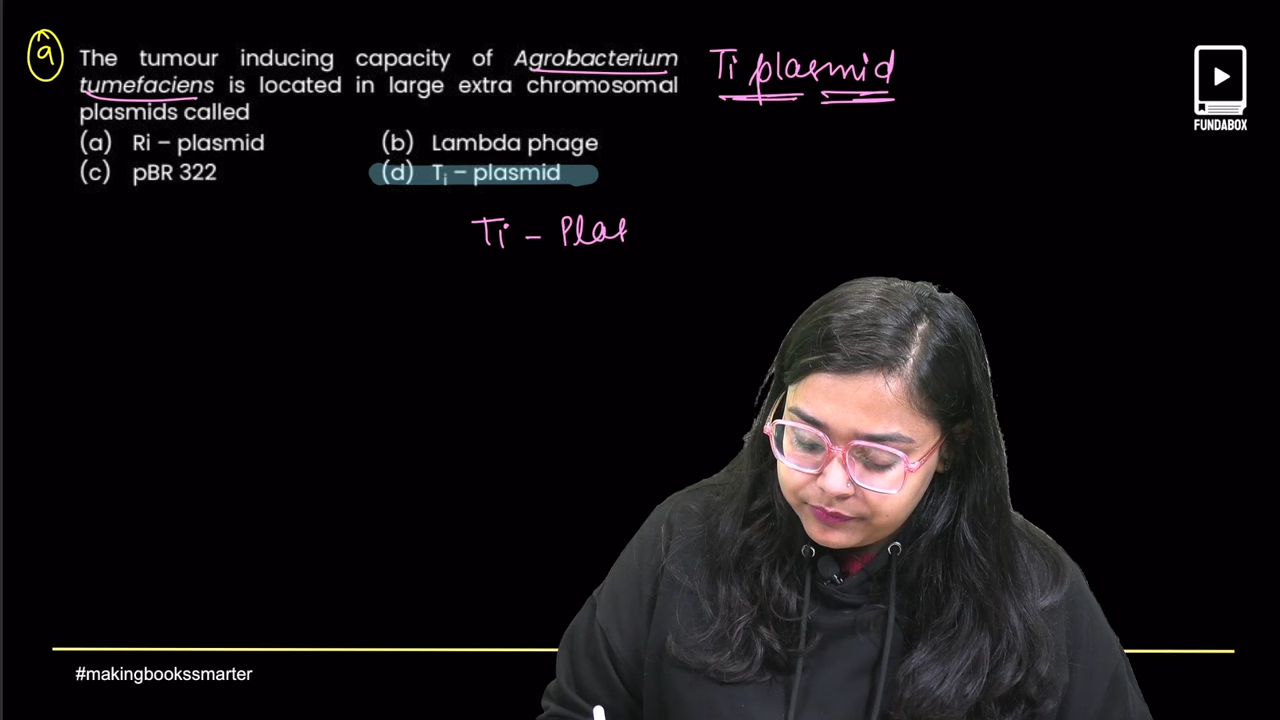 9
The tumour inducing capacity of Agrobacterium
tumefaciens is located in large extra chromosomal
plasmids called
(a) Ri – plasmid (b) Lambda phage
(c) pBR 322 (d) Ti – plasmid
Ti plasmid
Ti – Plas
FUNDABOX
#makingbookssmarter